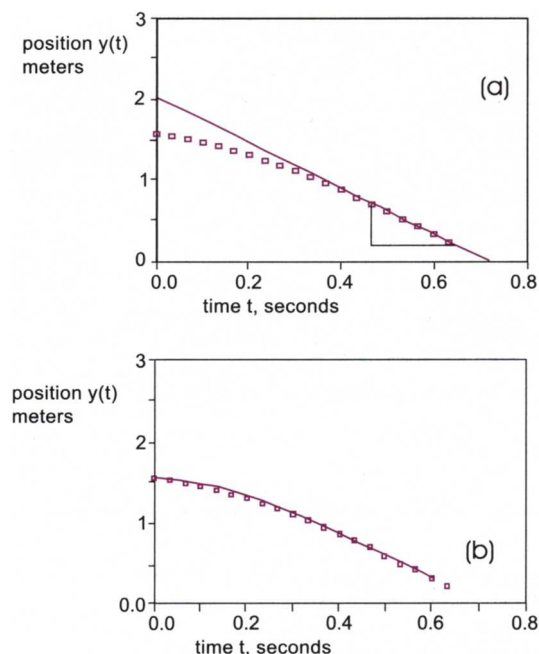 3
position y(t)
meters
(a)
2
1
0
0.0 0.2 0.4 0.6 0.8
time t, seconds
3
position y(t)
meters
2
1
(b)
0.0
0.0 0.2 0.4 0.6 0.8
time t, seconds